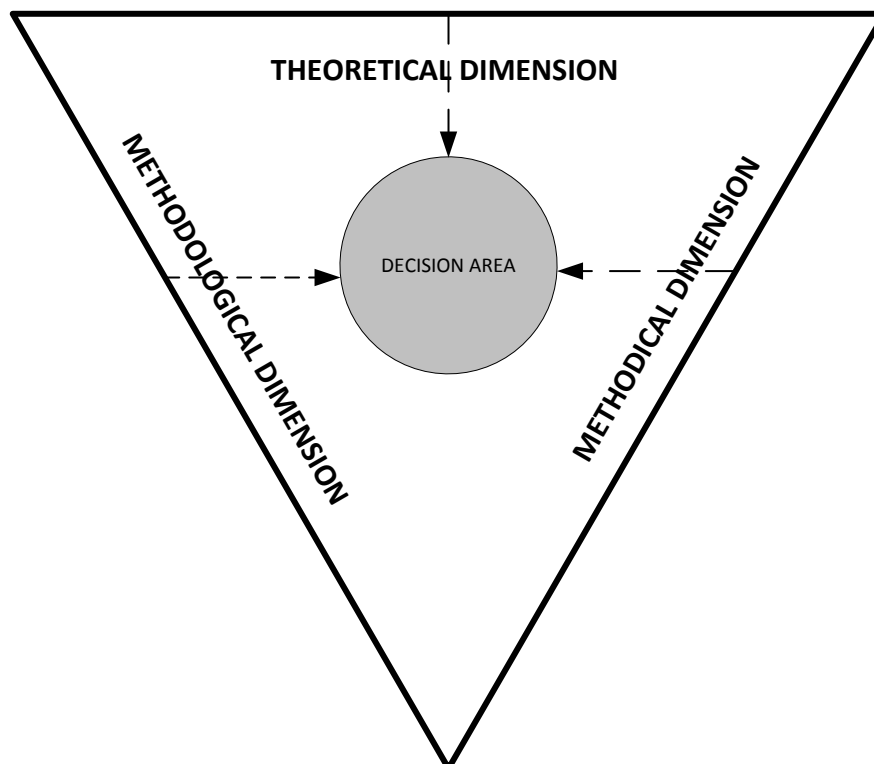 THEORETICAL DIMENSION
METHODOLOGICAL DIMENSION
DECISION AREA
METHODICAL DIMENSION